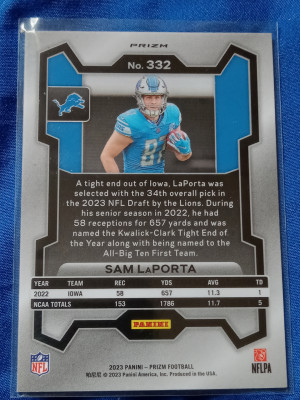 PRIZM
No. 332
87
A tight end out of Iowa, LaPorta was
selected with the 34th overall pick in
the 2023 NFL Draft by the Lions. During
his senior season in 2022, he had
58 receptions for 657 yards and was
named the Kwalick-Clark Tight End of
the Year along with being named to the
All-Big Ten First Team.
SAM LAPORTA
YEAR TEAM REC YDS AVG TD
2022 IOWA 58 657 11.3 1
NCAA TOTALS 153 1786 11.7 5
PANINI
NFL
NFLPA
2023 PANINI – PRIZM FOOTBALL
帕尼尼 © 2023 Panini America, Inc. Produced in the USA.